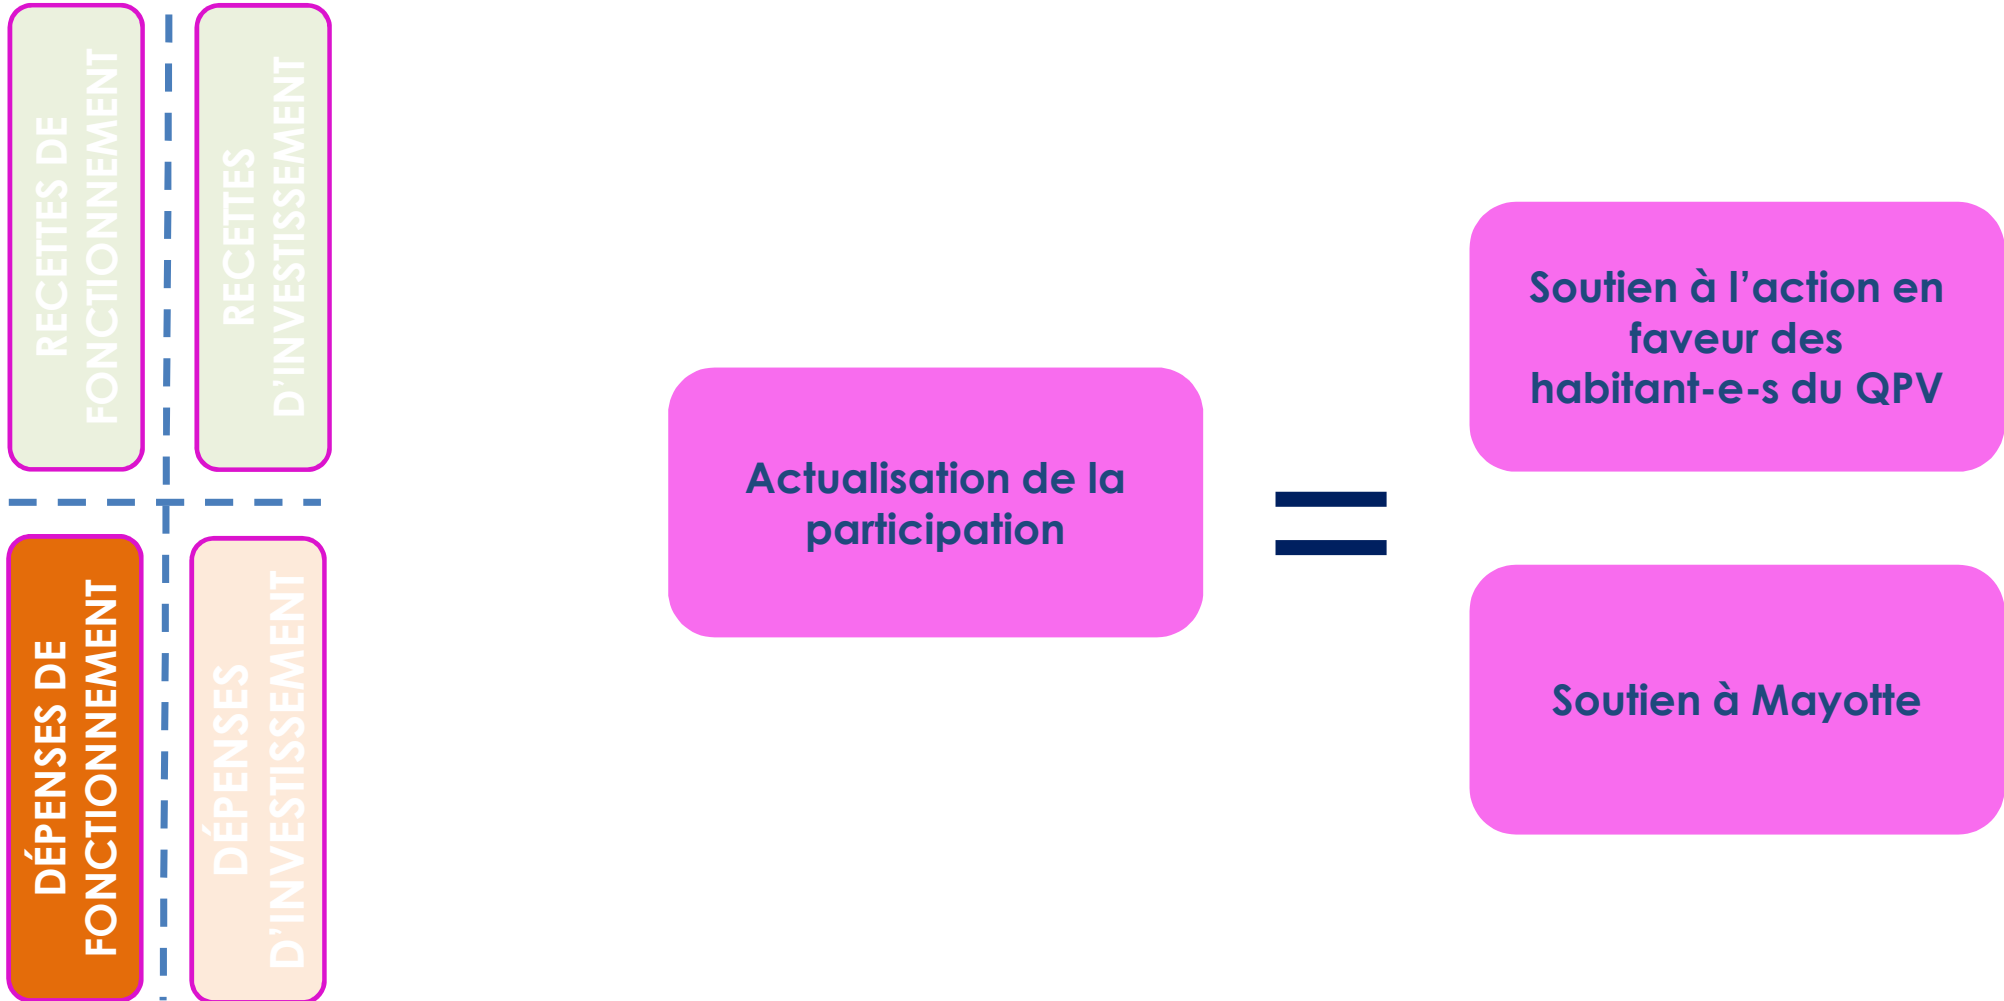 RECETTES DE
FONCTIONNEMENT
RECETTES
D’INVESTISSEMENT
DÉPENSES DE
FONCTIONNEMENT
DÉPENSES
D’INVESTISSEMENT
Actualisation de la
participation
=
Soutien à l’action en
faveur des
habitant-e-s du QPV
Soutien à Mayotte